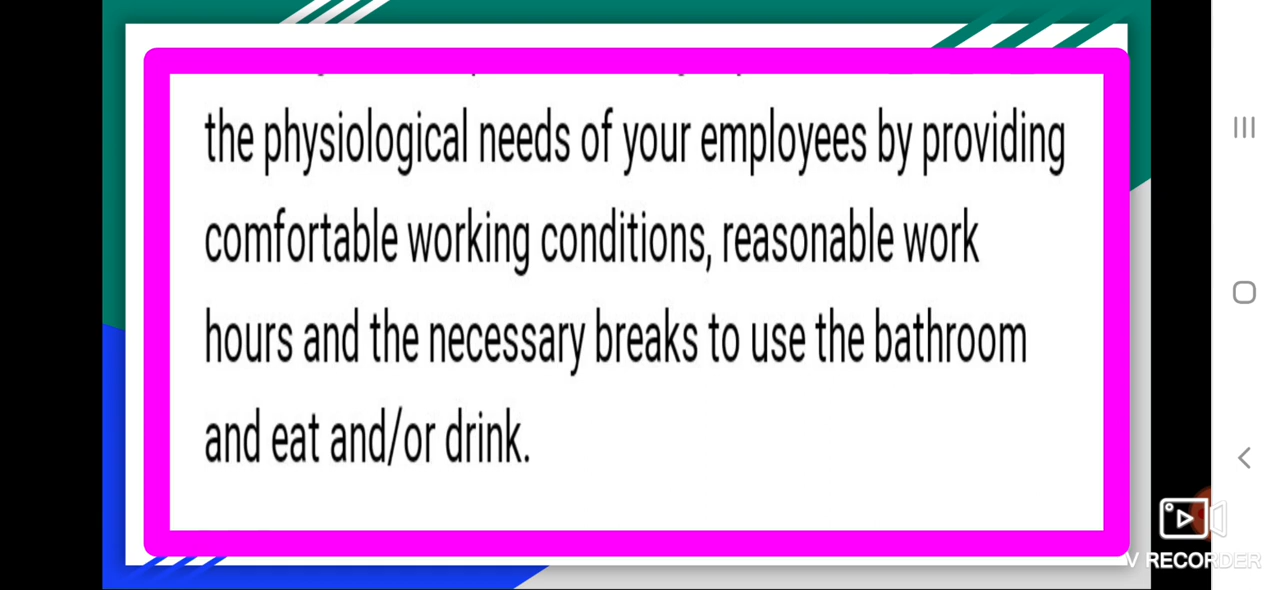 the physiological needs of your employees by providing
comfortable working conditions, reasonable work
hours and the necessary breaks to use the bathroom
and eat and/or drink.
V RECORDER